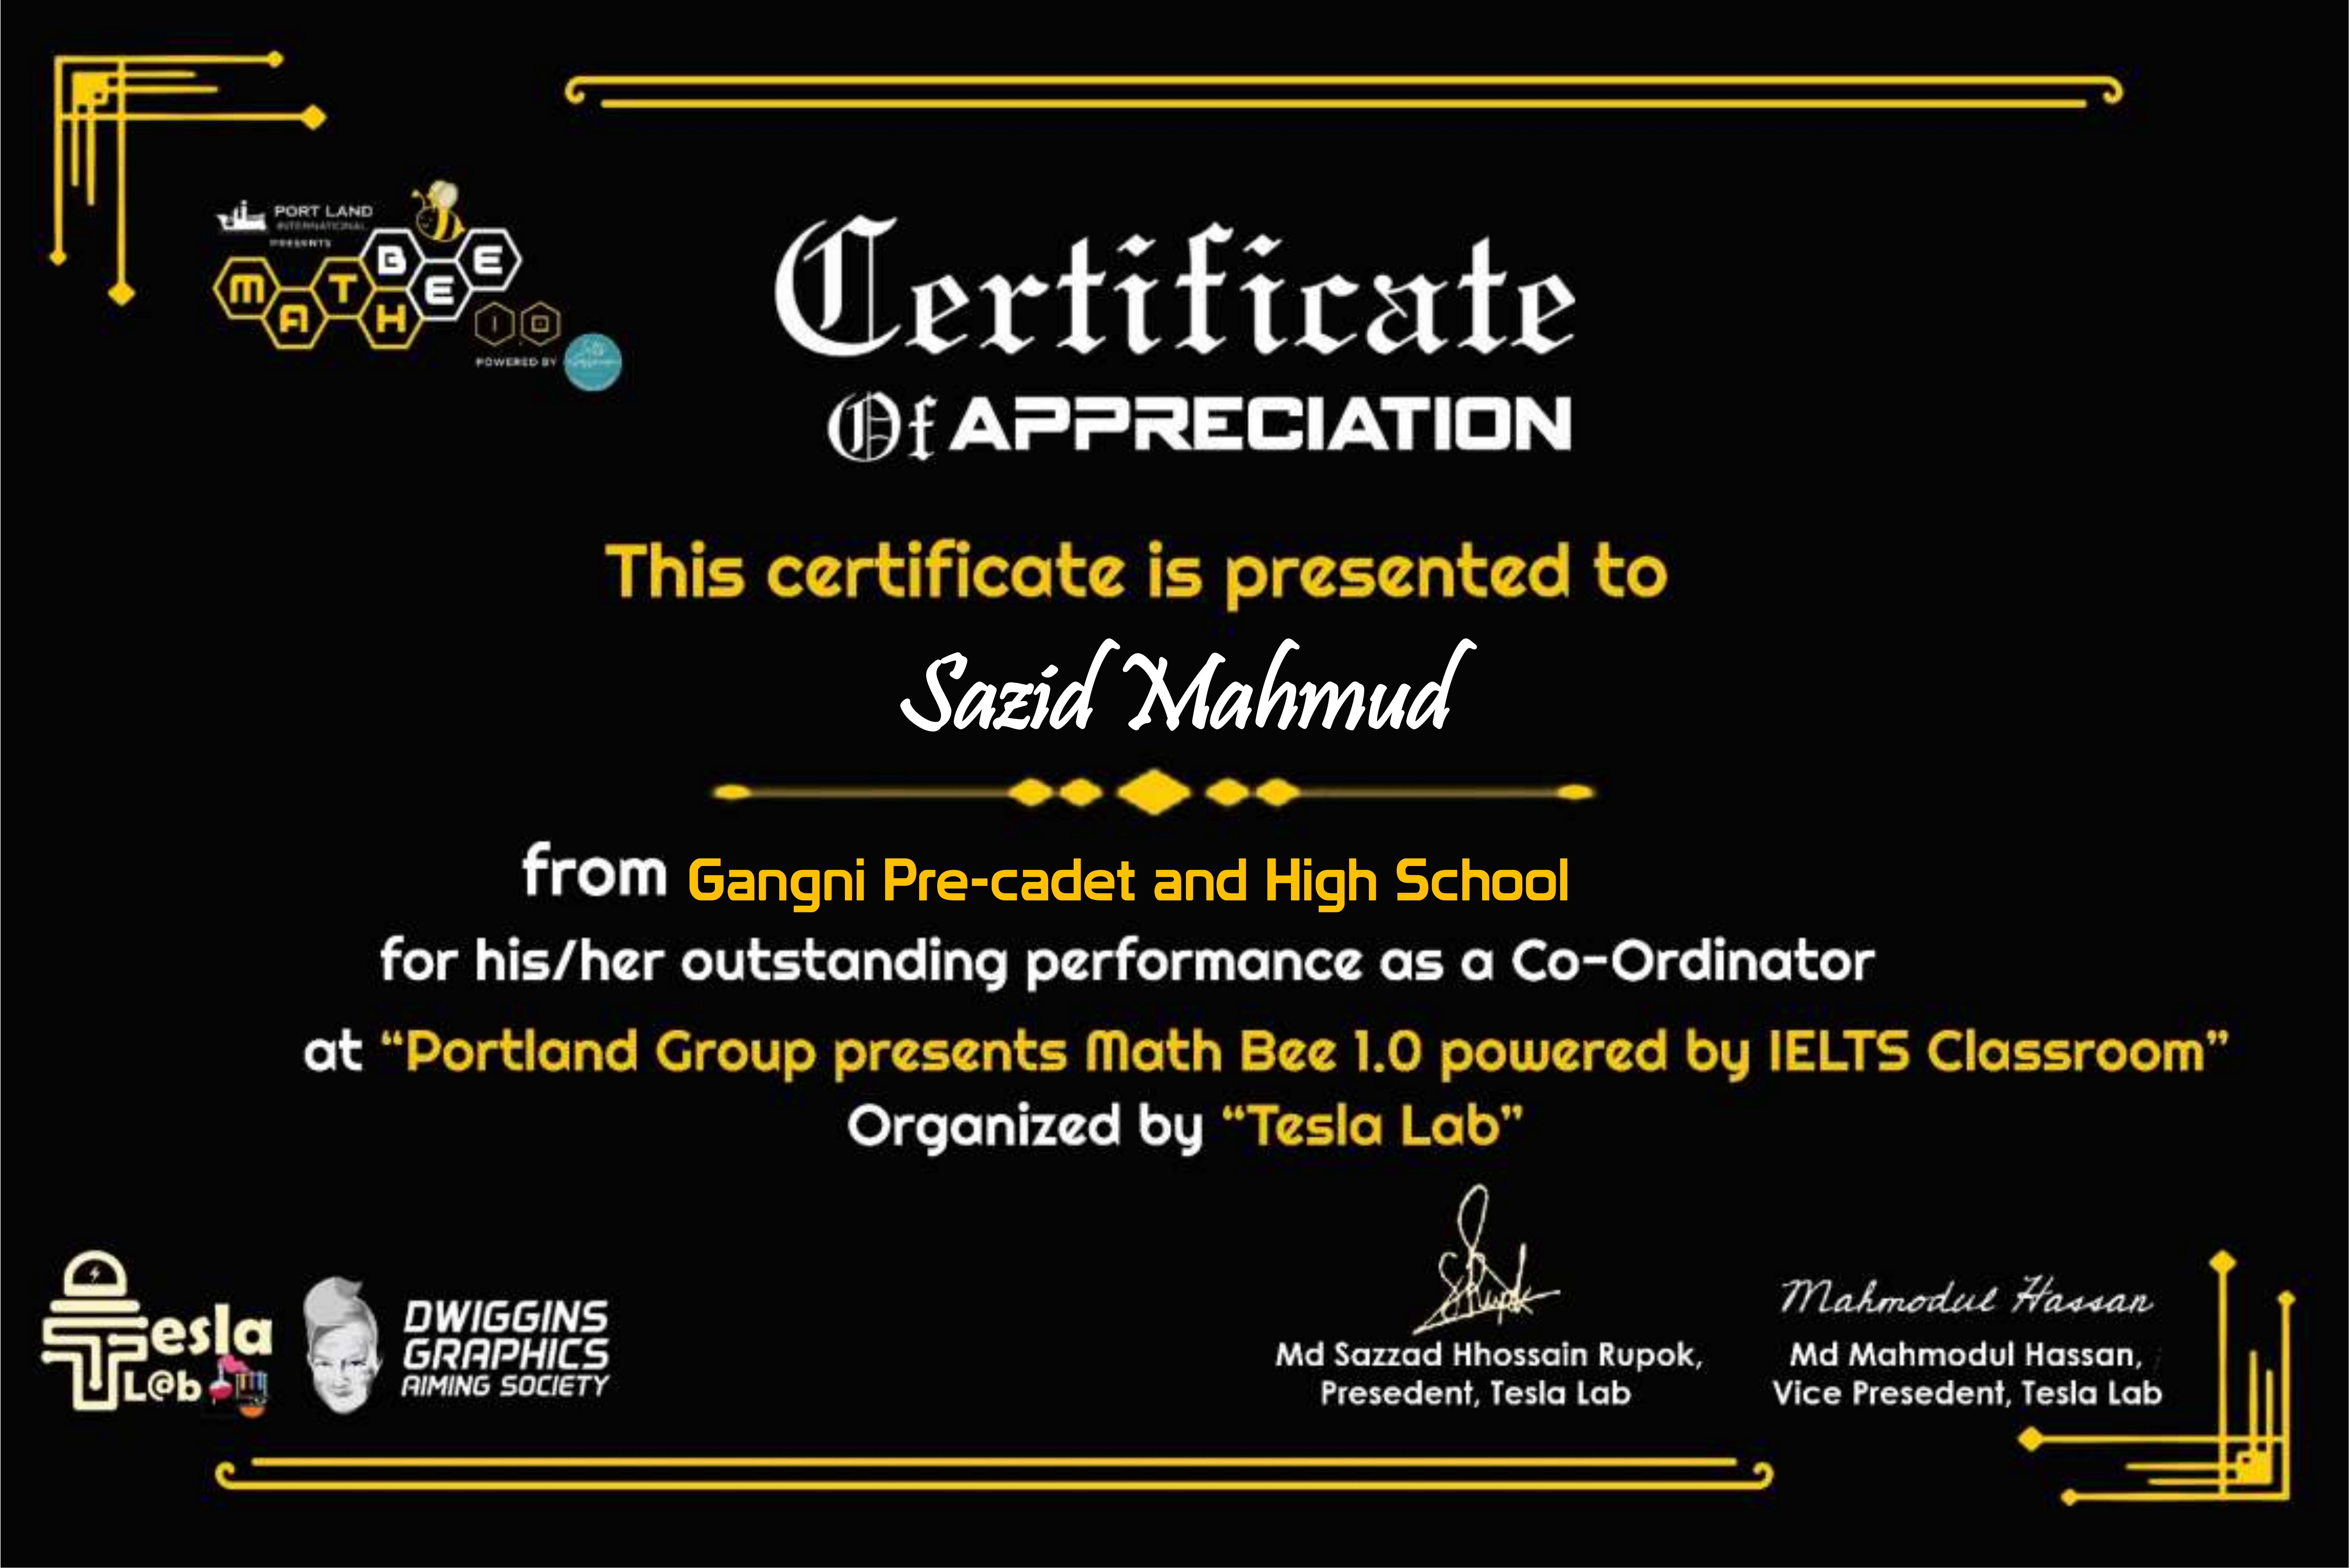 PORT LAND
INTERNATIONAL
PRESENTS
MATH BEE
1.0
POWERED BY
Certificate
Of APPRECIATION
This certificate is presented to
Sazid Mahmud
from Gangni Pre-cadet and High School
for his/her outstanding performance as a Co-Ordinator
at “Portland Group presents Math Bee 1.0 powered by IELTS Classroom”
Organized by “Tesla Lab”
Tesla
L@b
DWIGGINS
GRAPHICS
AIMING SOCIETY
Mahmodul Hassan
Md Sazzad Hhossain Rupok,
Presedent, Tesla Lab
Md Mahmodul Hassan,
Vice Presedent, Tesla Lab